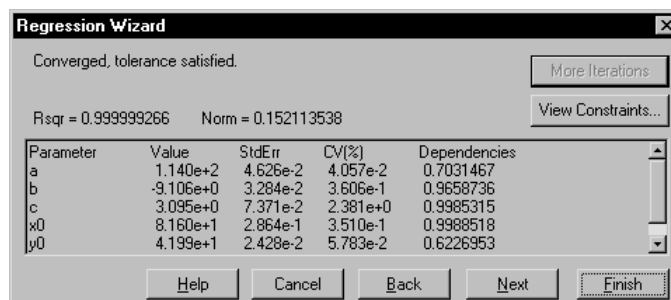 Regression Wizard
Converged, tolerance satisfied.
More Iterations
View Constraints...
Rsqr = 0.999999266 Norm = 0.152113538
Parameter Value StdErr CV(%) Dependencies
a 1.140e+2 4.626e-2 4.057e-2 0.7031467
b -9.106e+0 3.284e-2 3.606e-1 0.9658736
c 3.095e+0 7.371e-2 2.381e+0 0.9985315
x0 8.160e+1 2.864e-1 3.510e-1 0.9988518
y0 4.199e+1 2.428e-2 5.783e-2 0.6226953
Help Cancel Back Next Finish